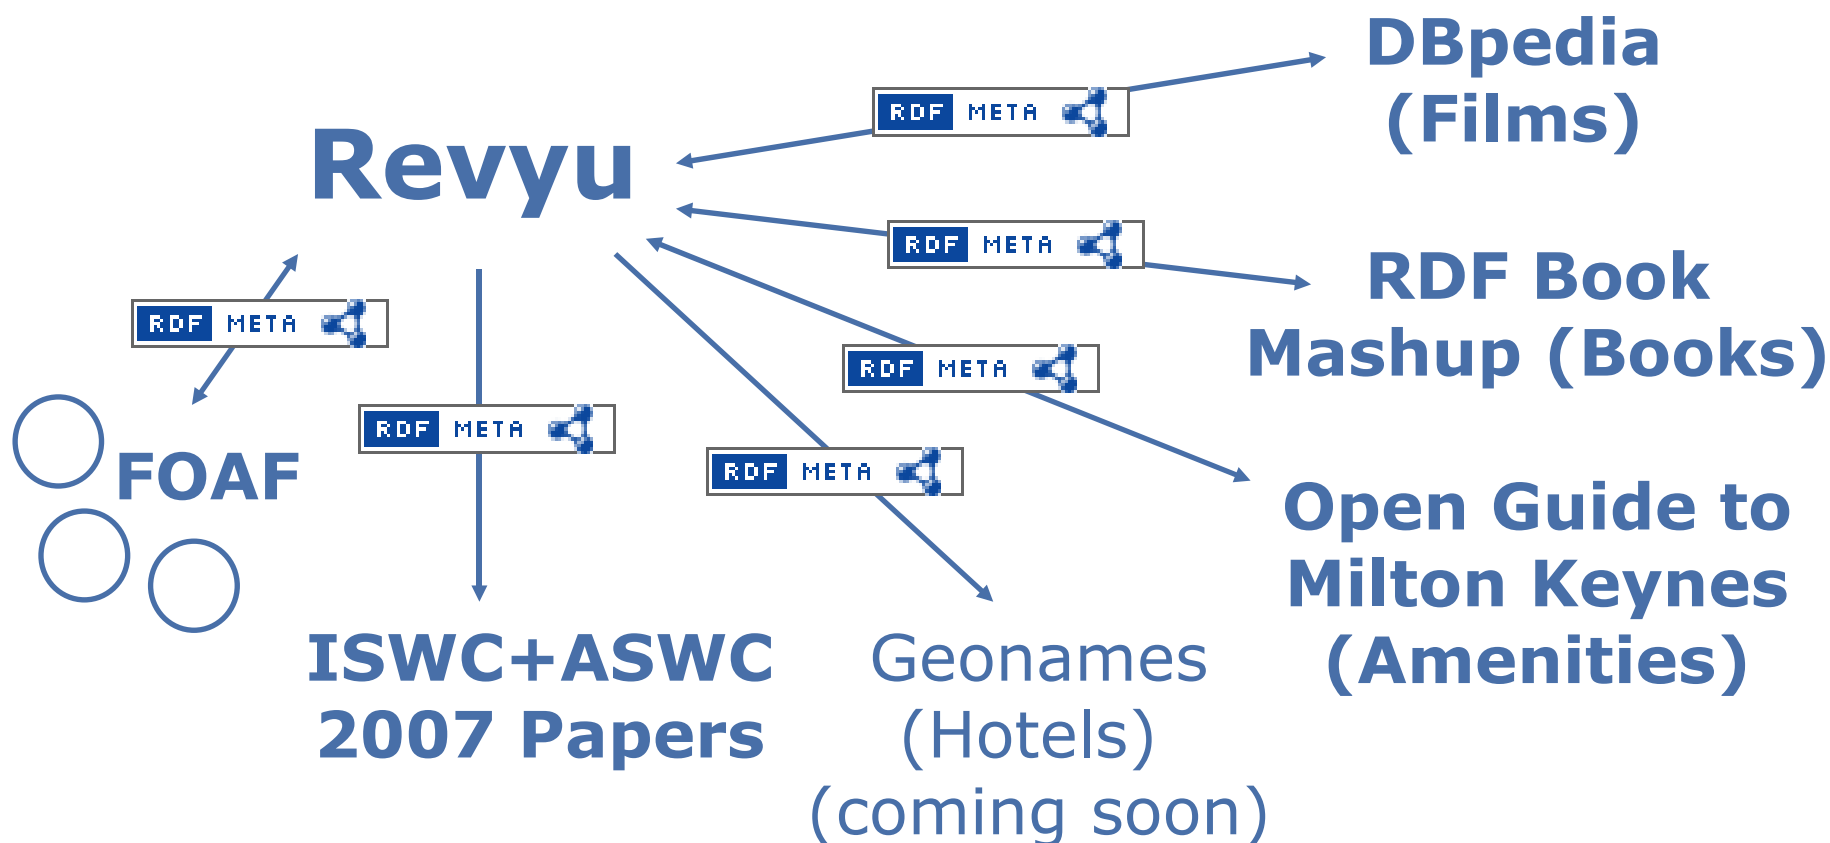 DBpedia
(Films)
RDF META
Revyu
RDF META
RDF Book
Mashup (Books)
RDF META
RDF META
RDF META
FOAF
RDF META
Open Guide to
Milton Keynes
(Amenities)
ISWC+ASWC
2007 Papers
Geonames
(Hotels)
(coming soon)